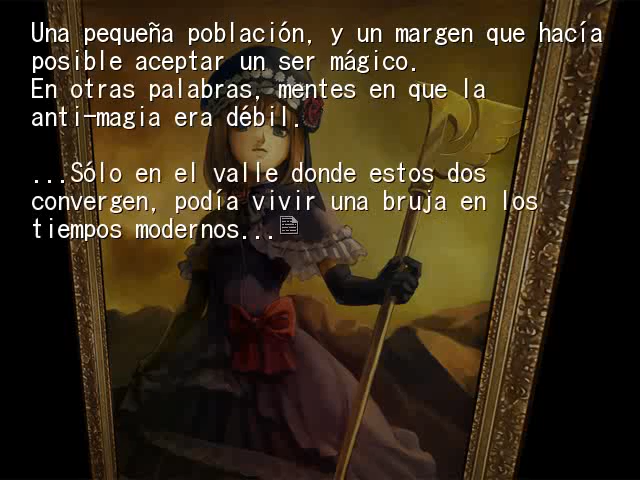 Una pequeña población, y un margen que hacía
posible aceptar un ser mágico.
En otras palabras, mentes en que la
anti-magia era débil.
...Sólo en el valle donde estos dos
convergen, podía vivir una bruja en los
tiempos modernos...